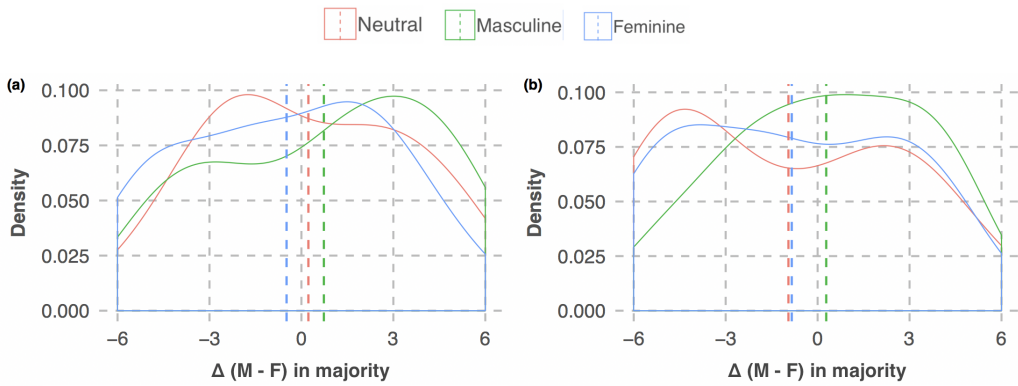 Neutral Masculine Feminine
(a)
0.100
0.075
0.050
0.025
0.000
Density
−6 −3 0 3 6
Δ (M - F) in majority
(b)
0.100
0.075
0.050
0.025
0.000
Density
−6 −3 0 3 6
Δ (M - F) in majority